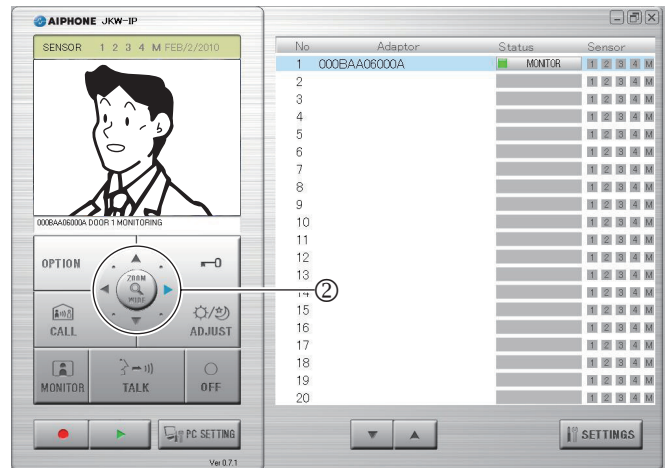 AIPHONE JKW-IP
SENSOR 1 2 3 4 M FEB/2/2010
000BAA06000A DOOR 1 MONITORING
OPTION
ZOOM
WIDE
CALL
ADJUST
MONITOR
TALK
OFF
PC SETTING
Ver 0.7.1
②
No Adaptor Status Sensor
1 000BAA06000A MONITOR 1 2 3 4 M
2 1 2 3 4 M
3 1 2 3 4 M
4 1 2 3 4 M
5 1 2 3 4 M
6 1 2 3 4 M
7 1 2 3 4 M
8 1 2 3 4 M
9 1 2 3 4 M
10 1 2 3 4 M
11 1 2 3 4 M
12 1 2 3 4 M
13 1 2 3 4 M
14 1 2 3 4 M
15 1 2 3 4 M
16 1 2 3 4 M
17 1 2 3 4 M
18 1 2 3 4 M
19 1 2 3 4 M
20 1 2 3 4 M
SETTINGS